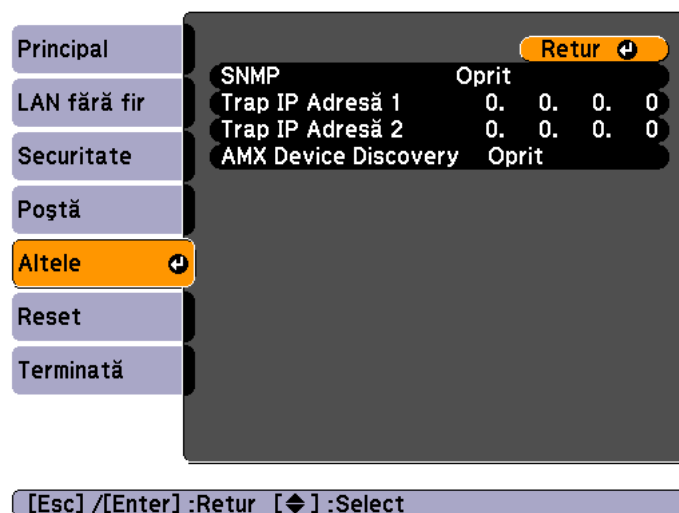 Principal
LAN fără fir
Securitate
Poştă
Altele
Reset
Terminată
Retur
SNMP Oprit
Trap IP Adresă 1 0. 0. 0. 0
Trap IP Adresă 2 0. 0. 0. 0
AMX Device Discovery Oprit
[Esc] /[Enter] :Retur [◆] :Select